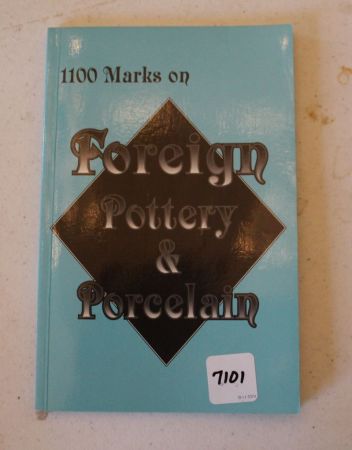 1100 Marks on
Foreign
Pottery
&
Porcelain
7101